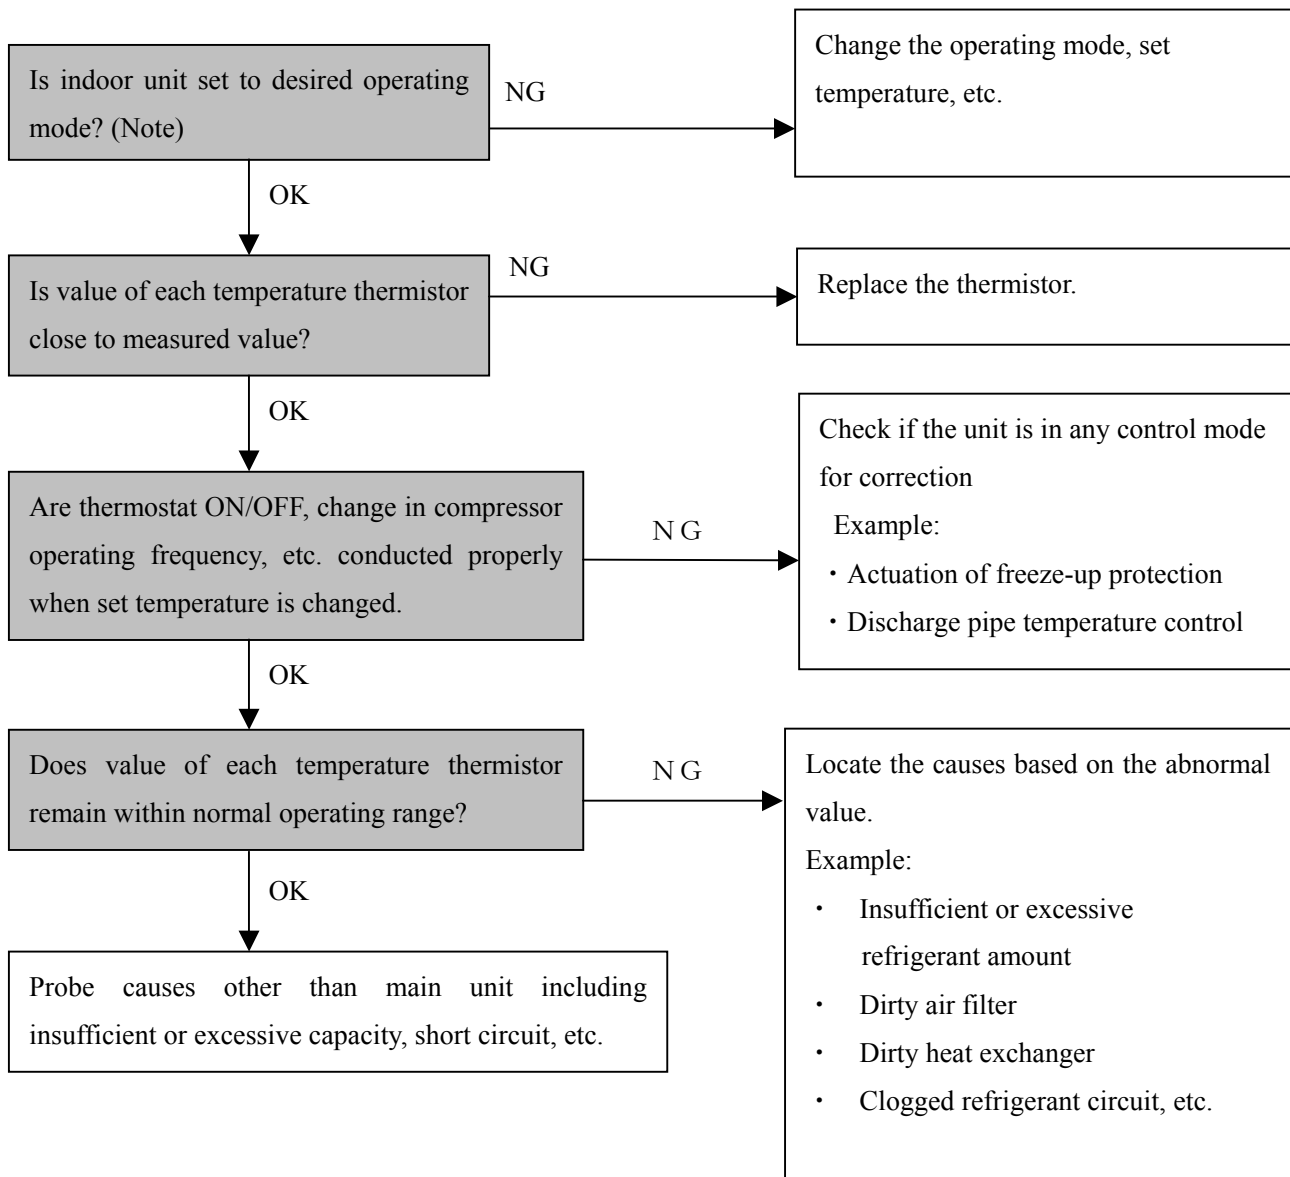 Is indoor unit set to desired operating
mode? (Note)
NG
Change the operating mode, set
temperature, etc.
OK
Is value of each temperature thermistor
close to measured value?
NG
Replace the thermistor.
OK
Are thermostat ON/OFF, change in compressor
operating frequency, etc. conducted properly
when set temperature is changed.
NG
Check if the unit is in any control mode
for correction
Example:
・Actuation of freeze-up protection
・Discharge pipe temperature control
OK
Does value of each temperature thermistor
remain within normal operating range?
NG
Locate the causes based on the abnormal
value.
Example:
・ Insufficient or excessive
refrigerant amount
・ Dirty air filter
・ Dirty heat exchanger
・ Clogged refrigerant circuit, etc.
OK
Probe causes other than main unit including
insufficient or excessive capacity, short circuit, etc.